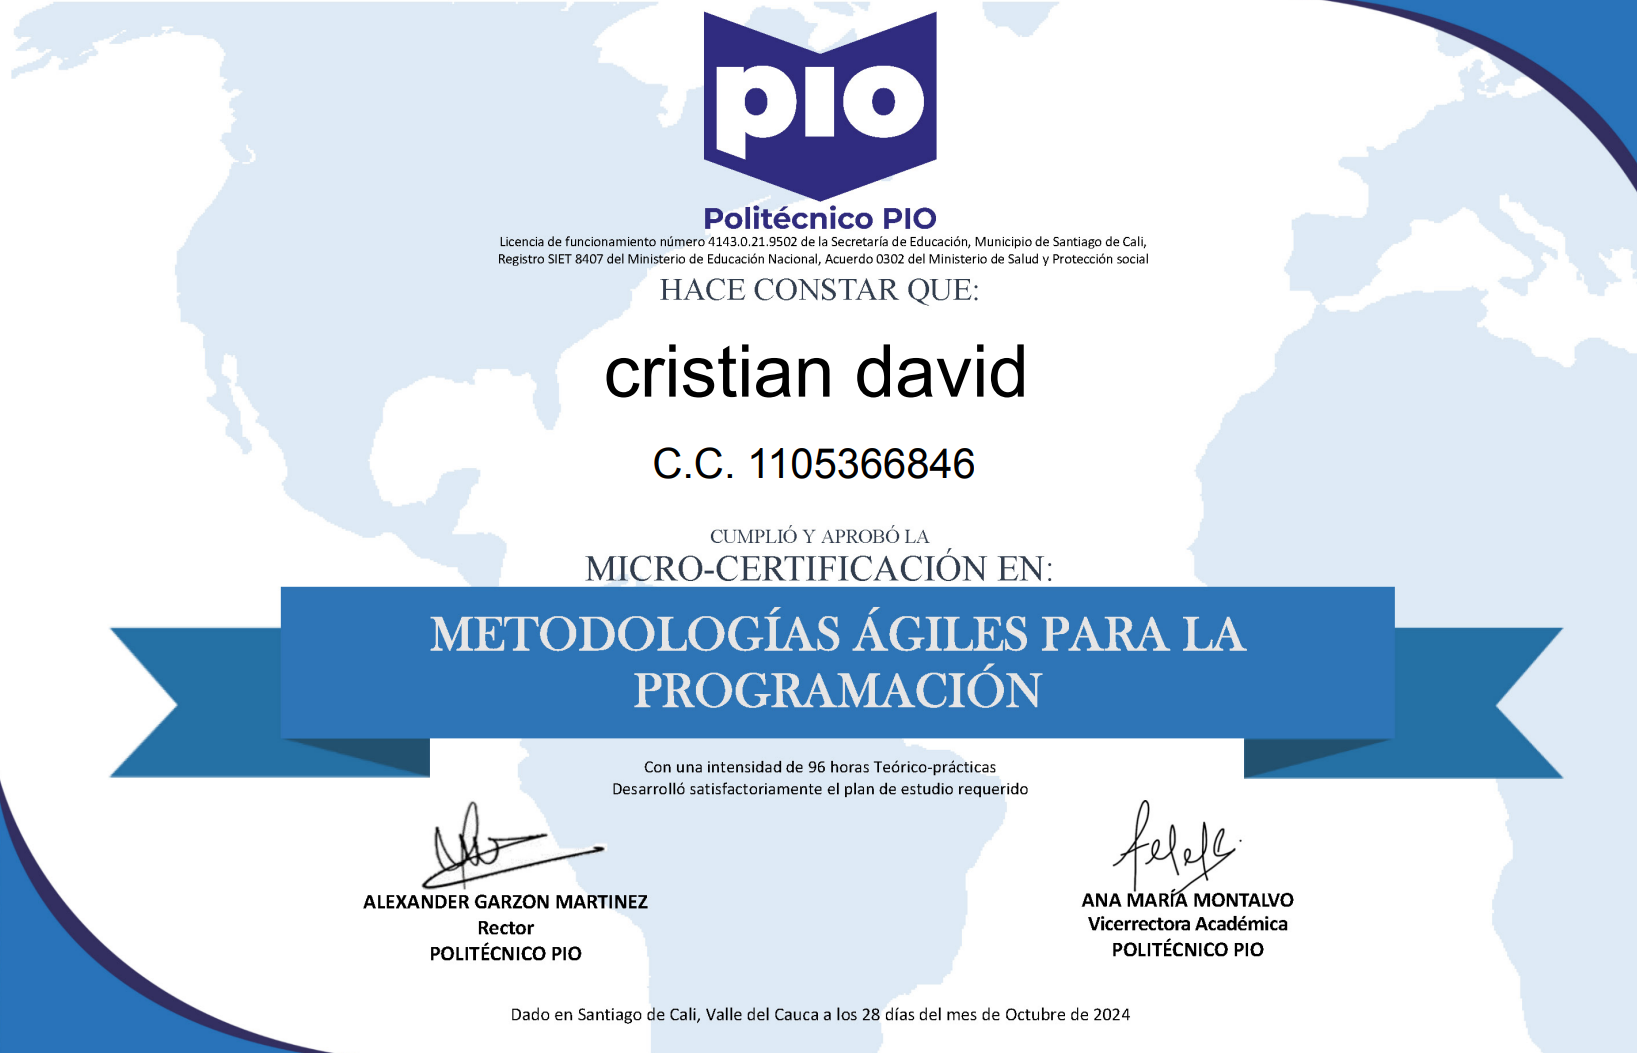 pio
Politécnico PIO
Licencia de funcionamiento número 4143.0.21.9502 de la Secretaría de Educación, Municipio de Santiago de Cali,
Registro SIET 8407 del Ministerio de Educación Nacional, Acuerdo 0302 del Ministerio de Salud y Protección social
HACE CONSTAR QUE:
cristian david
C.C. 1105366846
CUMPLIÓ Y APROBÓ LA
MICRO-CERTIFICACIÓN EN:
METODOLOGÍAS ÁGILES PARA LA
PROGRAMACIÓN
Con una intensidad de 96 horas Teórico-prácticas
Desarrolló satisfactoriamente el plan de estudio requerido
ALEXANDER GARZON MARTINEZ
Rector
POLITÉCNICO PIO
ANA MARÍA MONTALVO
Vicerrectora Académica
POLITÉCNICO PIO
Dado en Santiago de Cali, Valle del Cauca a los 28 días del mes de Octubre de 2024